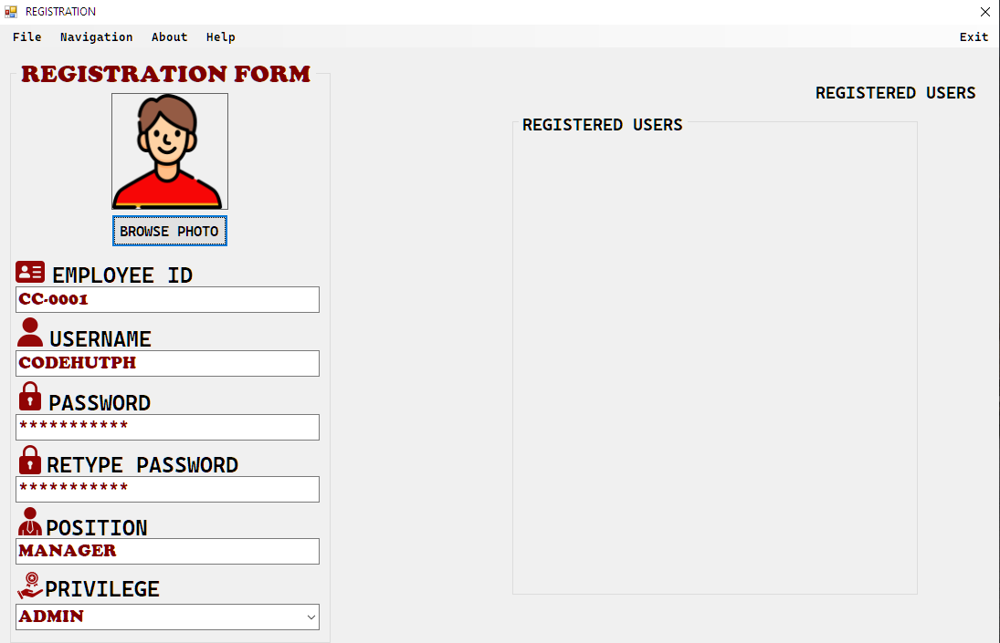 REGISTRATION
File Navigation About Help Exit
REGISTRATION FORM
BROWSE PHOTO
EMPLOYEE ID
CC-0001
USERNAME
CODEHUTPH
PASSWORD
***********
RETYPE PASSWORD
***********
POSITION
MANAGER
PRIVILEGE
ADMIN
REGISTERED USERS
REGISTERED USERS